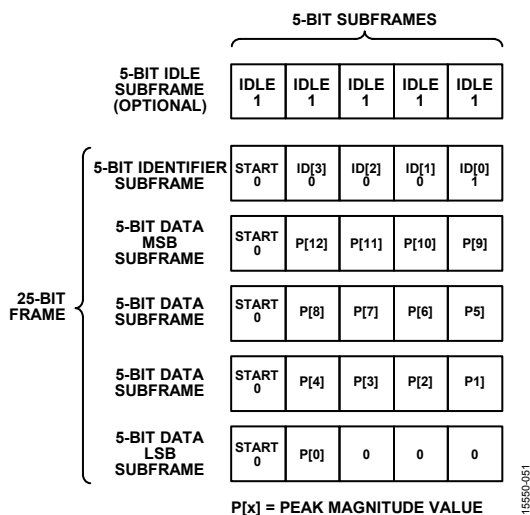 5-BIT SUBFRAMES
5-BIT IDLE
SUBFRAME
(OPTIONAL)
IDLE
1
IDLE
1
IDLE
1
IDLE
1
IDLE
1
25-BIT
FRAME
5-BIT IDENTIFIER
SUBFRAME
START
0
ID[3]
0
ID[2]
0
ID[1]
0
ID[0]
1
5-BIT DATA
MSB
SUBFRAME
START
0
P[12]
P[11]
P[10]
P[9]
5-BIT DATA
SUBFRAME
START
0
P[8]
P[7]
P[6]
P5]
5-BIT DATA
SUBFRAME
START
0
P[4]
P[3]
P[2]
P1]
5-BIT DATA
LSB
SUBFRAME
START
0
P[0]
0
0
0
P[x] = PEAK MAGNITUDE VALUE
15550-051